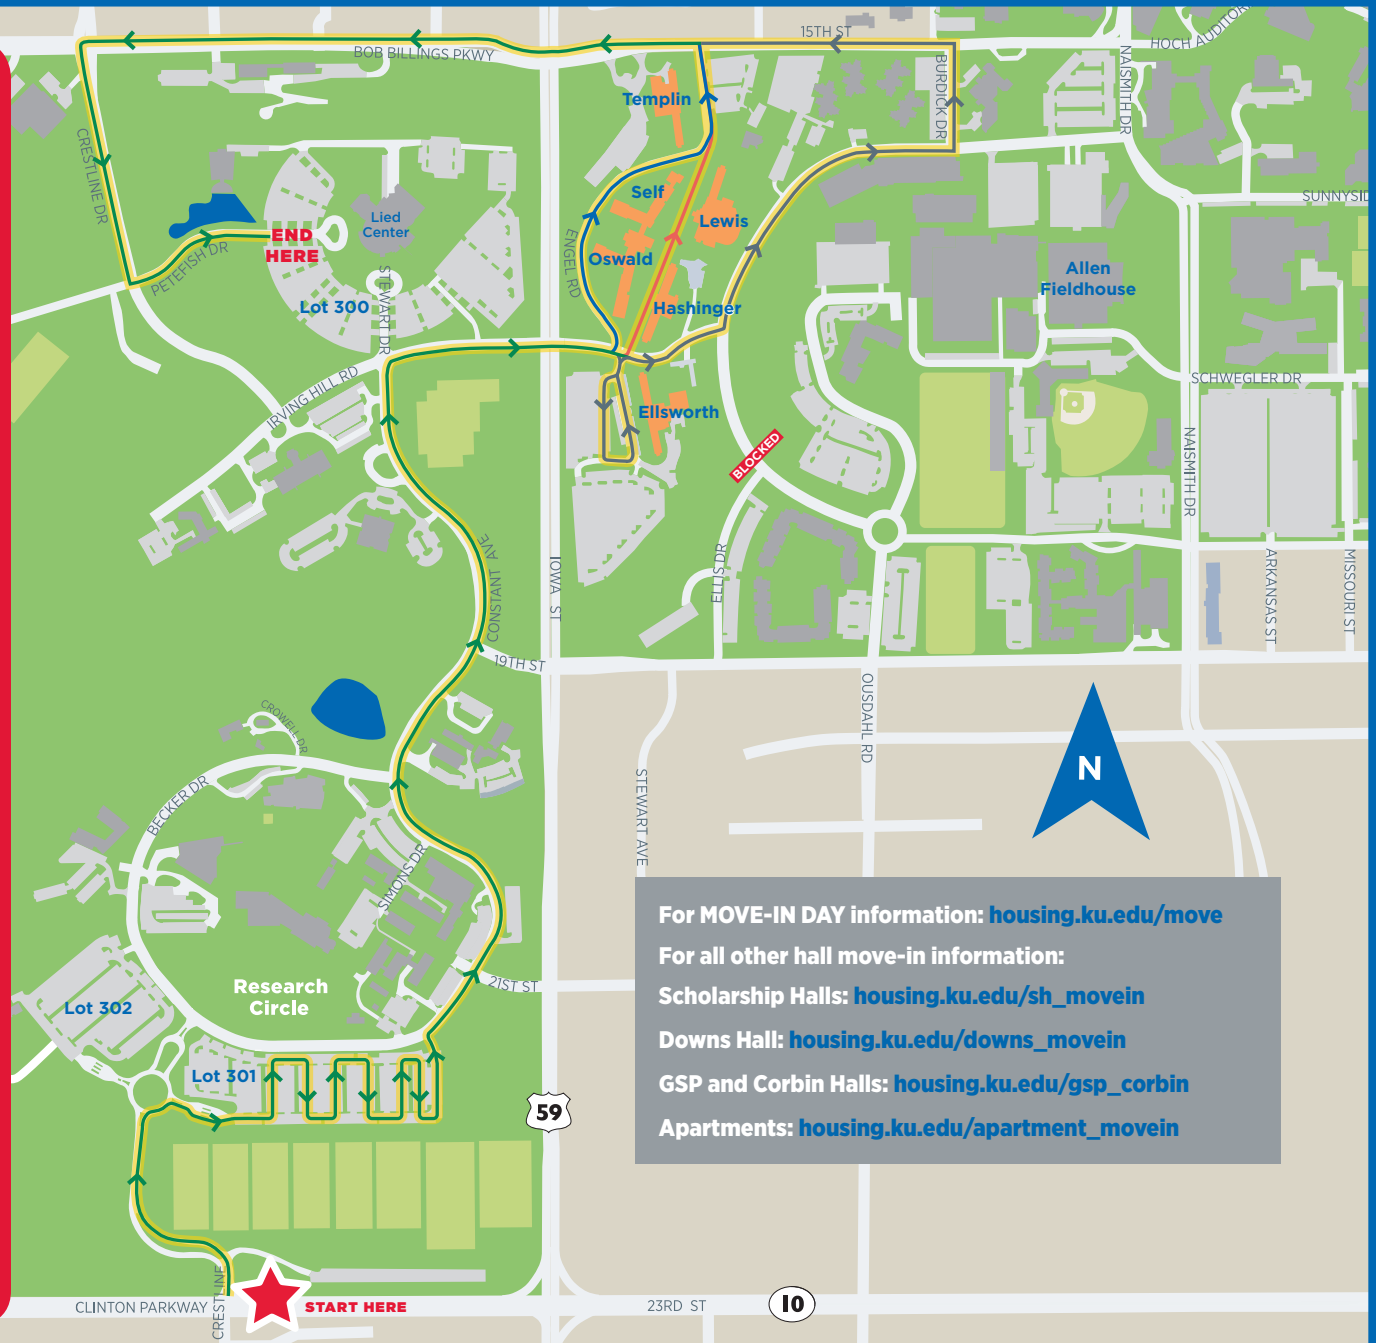 15TH ST
HOCH AUDITOR
BOB BILLINGS PKWY
NAISMITH DR
BURDICK DR
Templin
CRESTLINE DR
Self
SUNNYSID
Lied
Center
Lewis
END
HERE
PETEFISH DR
ENGEL RD
Oswald
Allen
Fieldhouse
Lot 300
STEWART DR
Hashinger
IRVING HILL RD
SCHWEGLER DR
Ellsworth
BLOCKED
NAISMITH DR
CONSTANT AVE
IOWA ST
ELLIS DR
ARKANSAS ST
MISSOURI ST
19TH ST
CROWELL DR
OUSDAHL RD
N
BECKER DR
STEWART AVE
SIMONS DR
For MOVE-IN DAY information: housing.ku.edu/move
For all other hall move-in information:
Scholarship Halls: housing.ku.edu/sh_movein
Downs Hall: housing.ku.edu/downs_movein
GSP and Corbin Halls: housing.ku.edu/gsp_corbin
Apartments: housing.ku.edu/apartment_movein
21ST ST
Research
Circle
Lot 302
Lot 301
59
CRESTLINE
CLINTON PARKWAY
START HERE
23RD ST
10